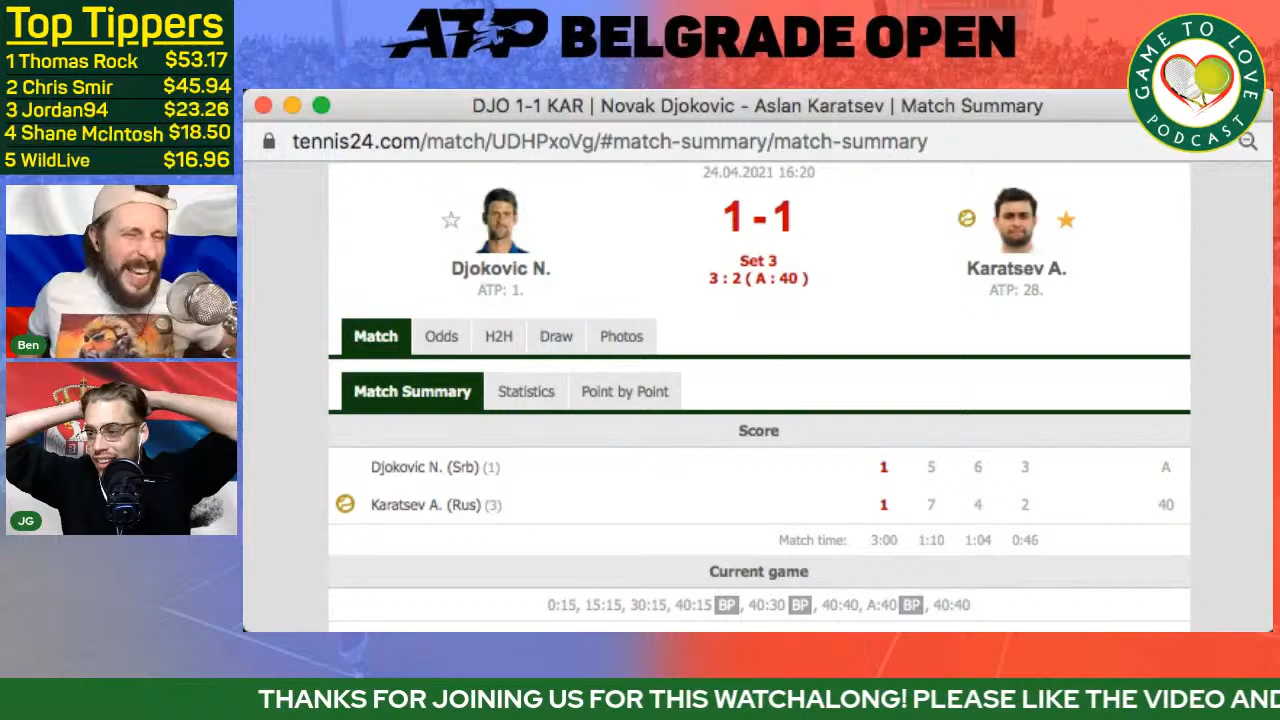 Top Tippers
1 Thomas Rock $53.17
2 Chris Smir $45.94
3 Jordan94 $23.26
4 Shane McIntosh $18.50
5 WildLive $16.96
ATP BELGRADE OPEN
GAME TO LOVE
PODCAST
DJO 1-1 KAR | Novak Djokovic - Aslan Karatsev | Match Summary
tennis24.com/match/UDHPxoVg/#match-summary/match-summary
24.04.2021 16:20
1 - 1
Set 3
3 : 2 ( A : 40 )
Djokovic N.
ATP: 1.
Karatsev A.
ATP: 28.
Match Odds H2H Draw Photos
Match Summary Statistics Point by Point
Score
Djokovic N. (Srb) (1) 1 5 6 3 A
Karatsev A. (Rus) (3) 1 7 4 2 40
Match time: 3:00 1:10 1:04 0:46
Current game
0:15, 15:15, 30:15, 40:15 BP, 40:30 BP, 40:40, A:40 BP, 40:40
Ben
JG
THANKS FOR JOINING US FOR THIS WATCHALONG! PLEASE LIKE THE VIDEO AND